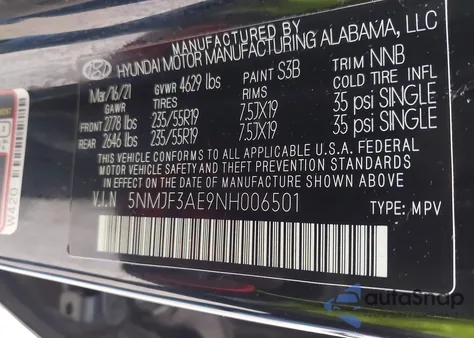 MANUFACTURED BY
HYUNDAI MOTOR MANUFACTURING ALABAMA, LLC
Mar/16/21 GVWR 4629 lbs PAINT S3B TRIM NNB
GAWR TIRES RIMS COLD TIRE INFL
FRONT 2778 lbs 235/55R19 7.5JX19 35 psi SINGLE
REAR 2646 lbs 235/55R19 7.5JX19 35 psi SINGLE
THIS VEHICLE CONFORMS TO ALL APPLICABLE U.S.A. FEDERAL
MOTOR VEHICLE SAFETY AND THEFT PREVENTION STANDARDS
IN EFFECT ON THE DATE OF MANUFACTURE SHOWN ABOVE.
V.I.N 5NMJF3AE9NH006501 TYPE: MPV
W420
autoSnap